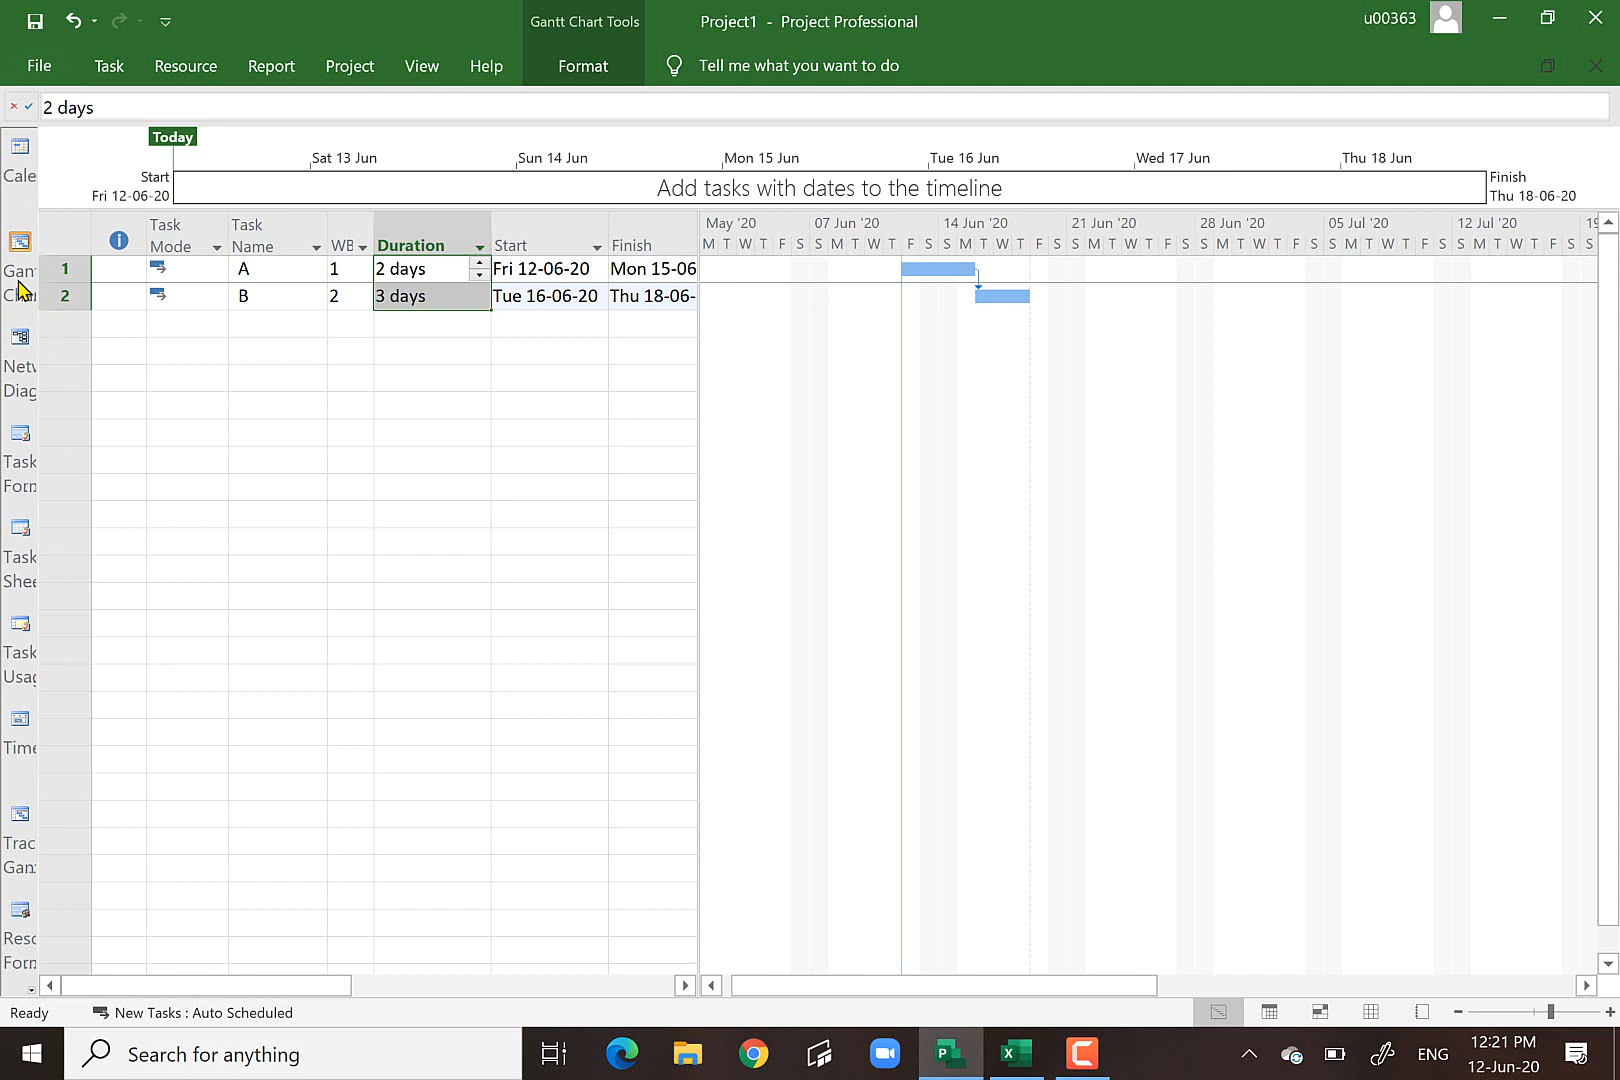 Gantt Chart Tools
Project1 - Project Professional
u00363
File Task Resource Report Project View Help Format Tell me what you want to do
2 days
Today
Sat 13 Jun Sun 14 Jun Mon 15 Jun Tue 16 Jun Wed 17 Jun Thu 18 Jun
Start
Fri 12-06-20
Add tasks with dates to the timeline
Finish
Thu 18-06-20
Cale
Gan
Ch
Netv
Diag
Task
Forn
Task
Shee
Task
Usag
Time
Trac
Gan
Reso
Forn
Task Mode Task Name WB Duration Start Finish
1 A 1 2 days Fri 12-06-20 Mon 15-06
2 B 2 3 days Tue 16-06-20 Thu 18-06-
May '20 07 Jun '20 14 Jun '20 21 Jun '20 28 Jun '20 05 Jul '20 12 Jul '20 19
M T W T F S S M T W T F S S M T W T F S S M T W T F S S M T W T F S S M T W T F S S M T W T F S S
Ready New Tasks : Auto Scheduled
Search for anything
ENG
12:21 PM
12-Jun-20